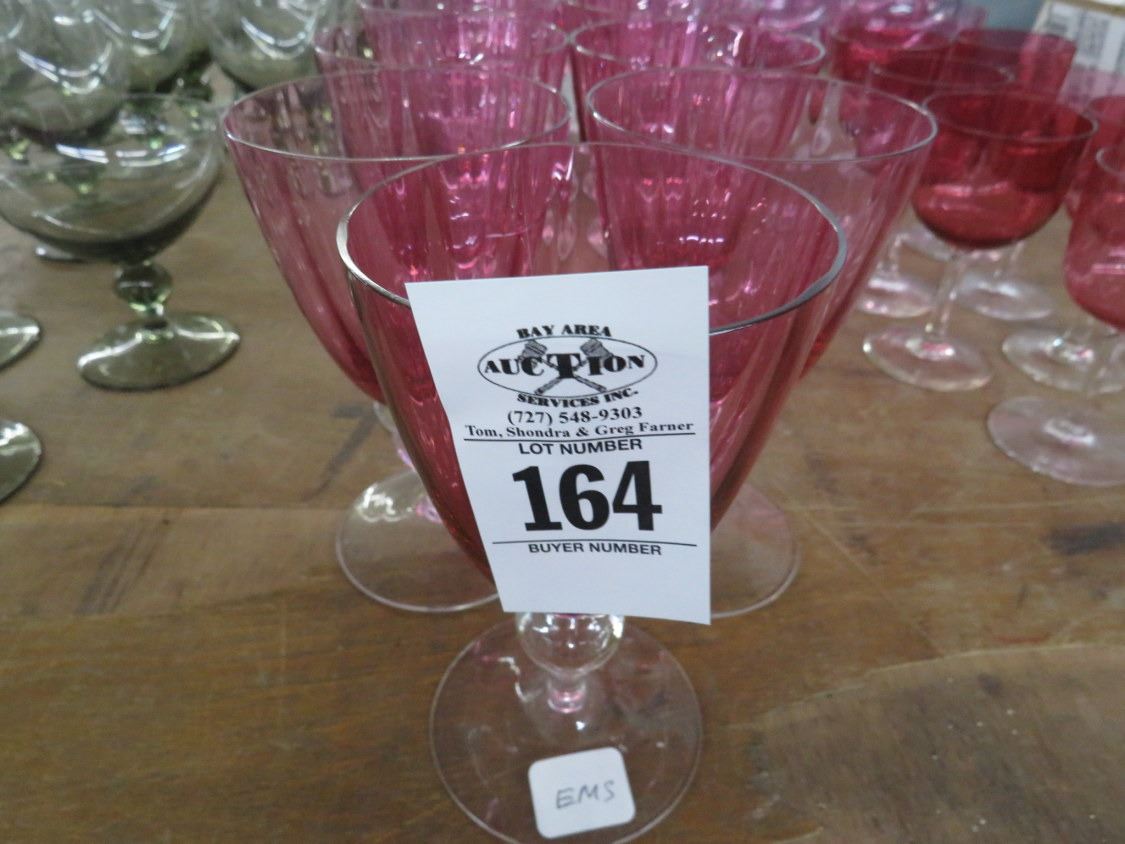 BAY AREA
AUCTION
SERVICES INC.
(727) 548-9303
Tom, Shondra & Greg Farner
LOT NUMBER
164
BUYER NUMBER
EMS